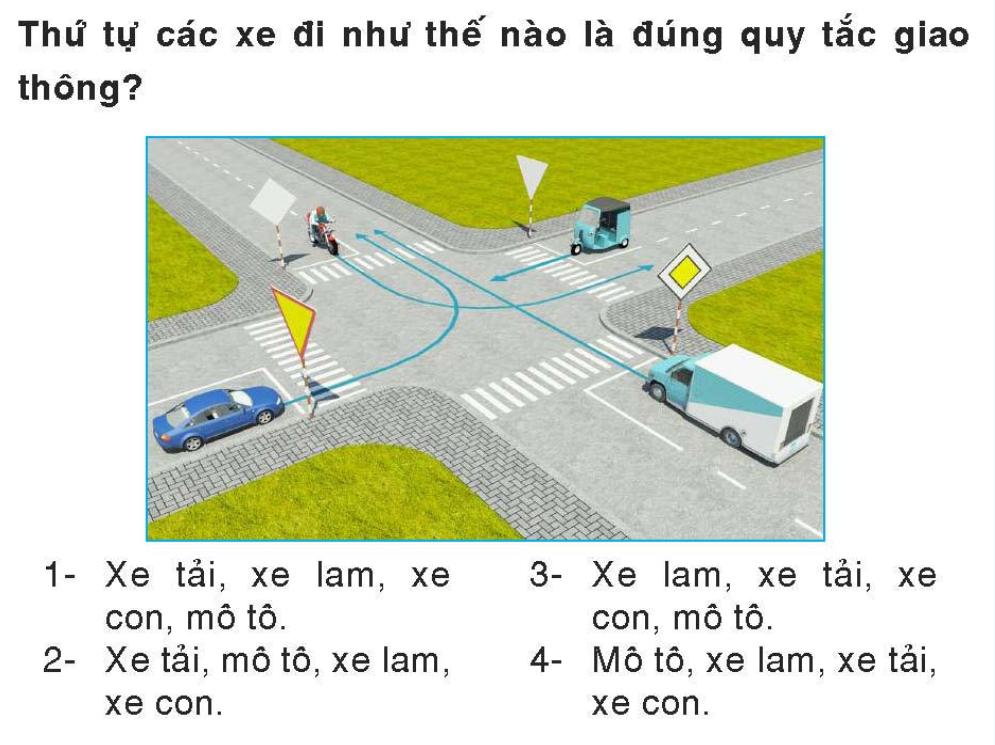 Thứ tự các xe đi như thế nào là đúng quy tắc giao
thông?
1- Xe tải, xe lam, xe
con, mô tô.
2- Xe tải, mô tô, xe lam,
xe con.
3- Xe lam, xe tải, xe
con, mô tô.
4- Mô tô, xe lam, xe tải,
xe con.